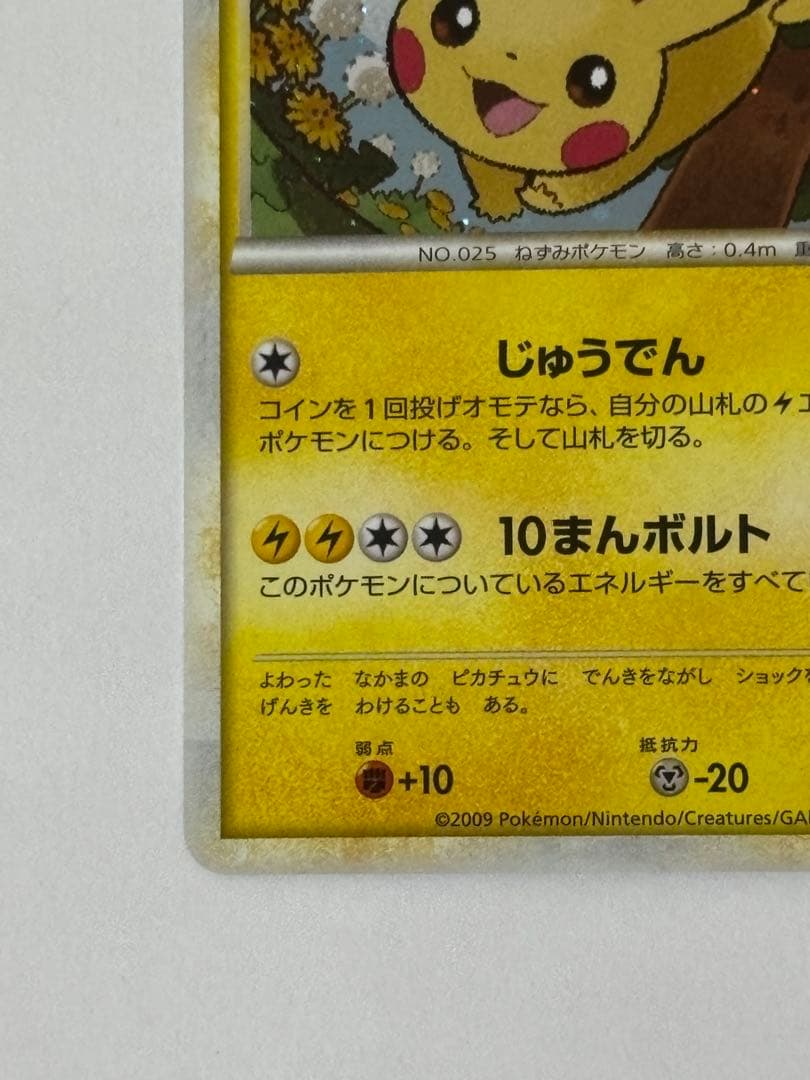 NO.025 ねずみポケモン 高さ：0.4m 重
じゅうでん
コインを1回投げオモテなら、自分の山札の エ
ポケモンにつける。そして山札を切る。
10まんボルト
このポケモンについているエネルギーをすべて
よわった なかまの ピカチュウに でんきをながし ショックを
げんきを わけることも ある。
弱点 抵抗力
+10 -20
©2009 Pokémon/Nintendo/Creatures/GA